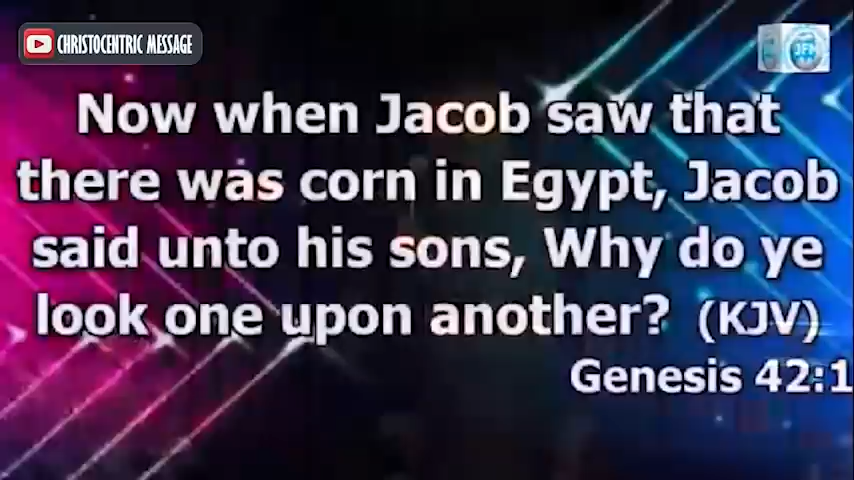 CHRISTOCENTRIC MESSAGE
JFM
Now when Jacob saw that
there was corn in Egypt, Jacob
said unto his sons, Why do ye
look one upon another? (KJV)
Genesis 42:1